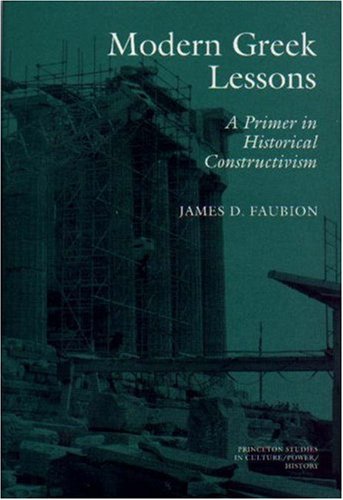 Modern Greek
Lessons
A Primer in
Historical
Constructivism
JAMES D. FAUBION
PRINCETON STUDIES
IN CULTURE/POWER/
HISTORY